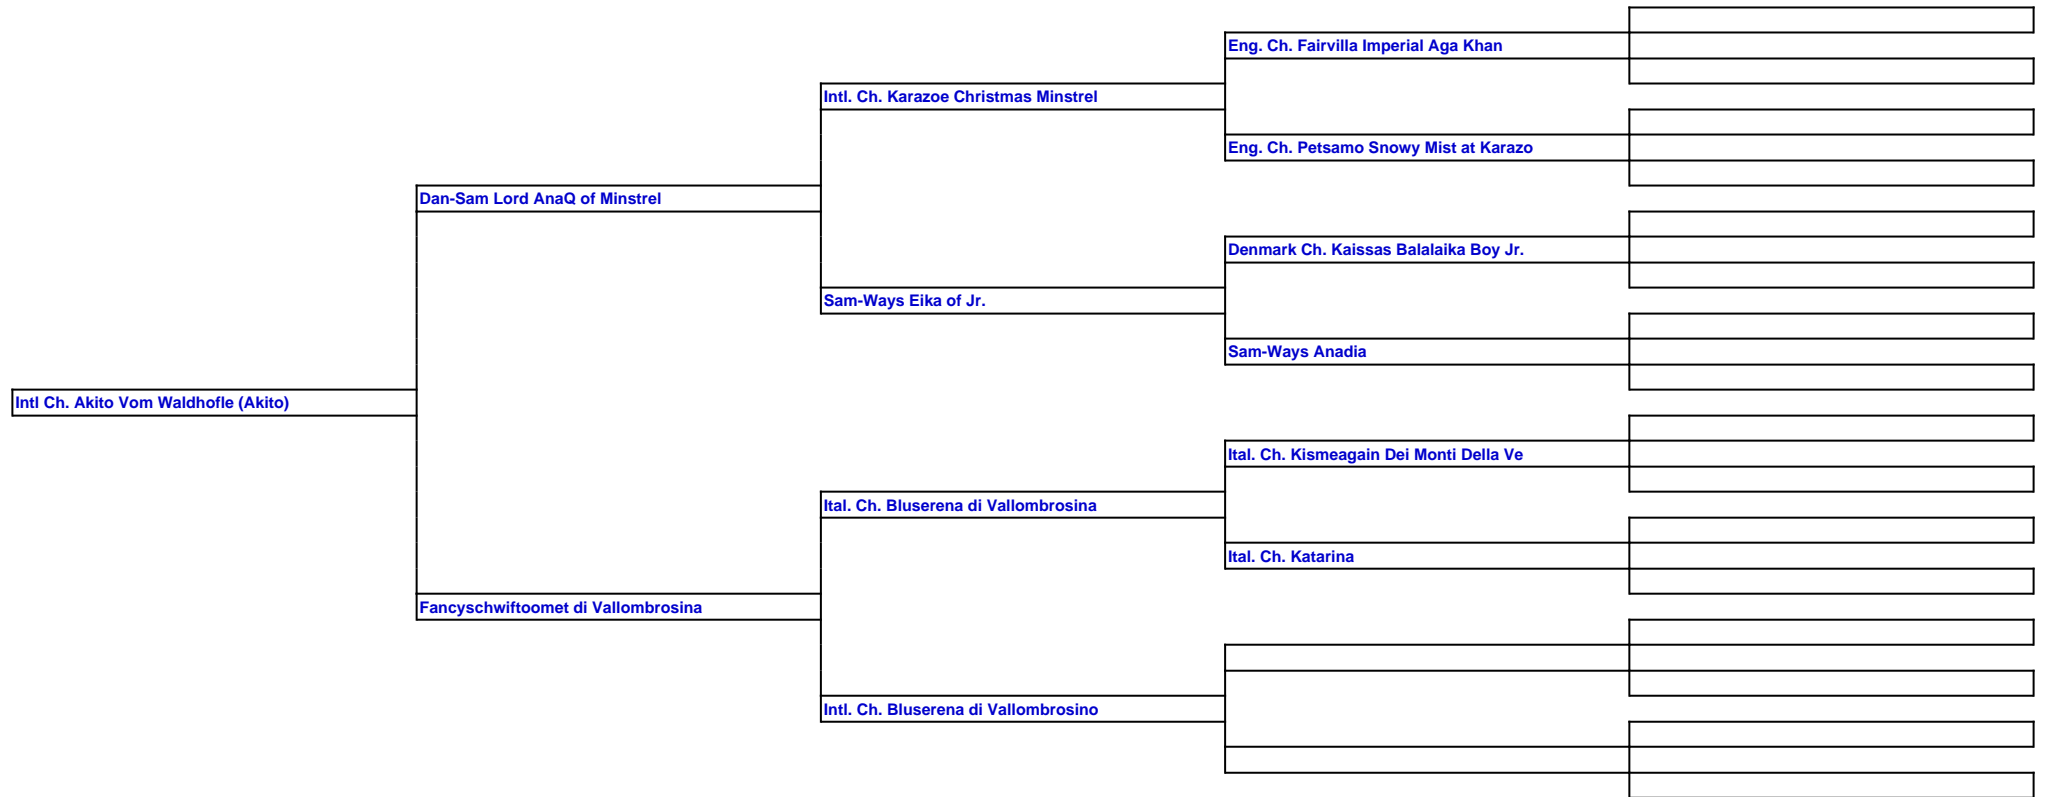 Eng. Ch. Fairvilla Imperial Aga Khan
Intl. Ch. Karazoe Christmas Minstrel
Eng. Ch. Petsamo Snowy Mist at Karazo
Dan-Sam Lord AnaQ of Minstrel
Denmark Ch. Kaissas Balalaika Boy Jr.
Sam-Ways Eika of Jr.
Sam-Ways Anadia
Intl Ch. Akito Vom Waldhofle (Akito)
Ital. Ch. Kismeagain Dei Monti Della Ve
Ital. Ch. Bluserena di Vallombrosina
Ital. Ch. Katarina
Fancyschwiftoomet di Vallombrosina
Intl. Ch. Bluserena di Vallombrosino